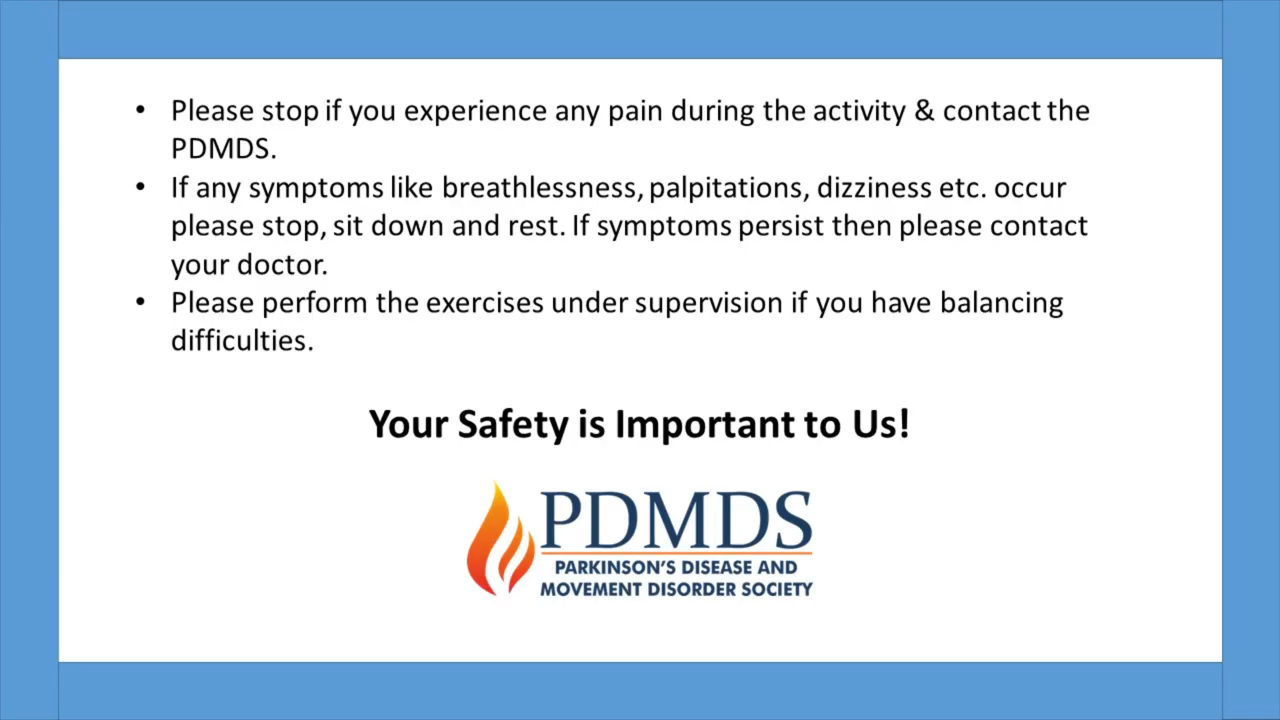 • Please stop if you experience any pain during the activity & contact the
PDMDS.
• If any symptoms like breathlessness, palpitations, dizziness etc. occur
please stop, sit down and rest. If symptoms persist then please contact
your doctor.
• Please perform the exercises under supervision if you have balancing
difficulties.
Your Safety is Important to Us!
PDMDS
PARKINSON'S DISEASE AND
MOVEMENT DISORDER SOCIETY